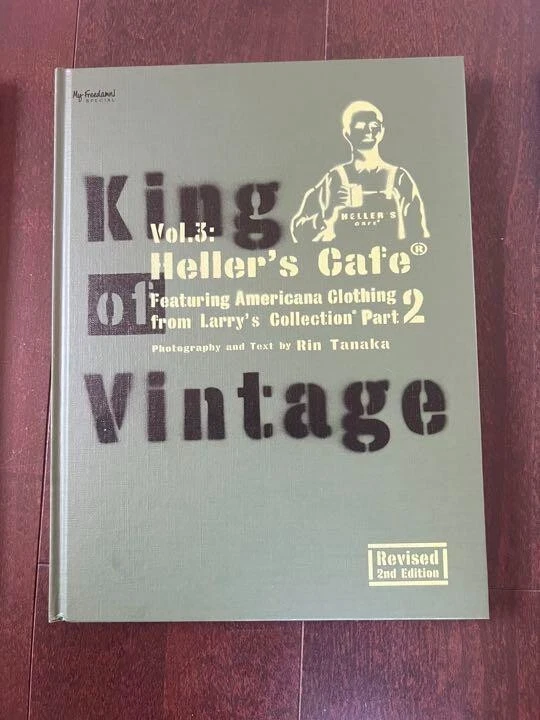 My Freedamn!
SPECIAL
HELLER'S
CAFE
King
Vol.3:
Heller's Cafe®
of
Featuring Americana Clothing
from Larry's Collection® Part 2
Photography and Text by Rin Tanaka
Vintage
Revised
2nd Edition